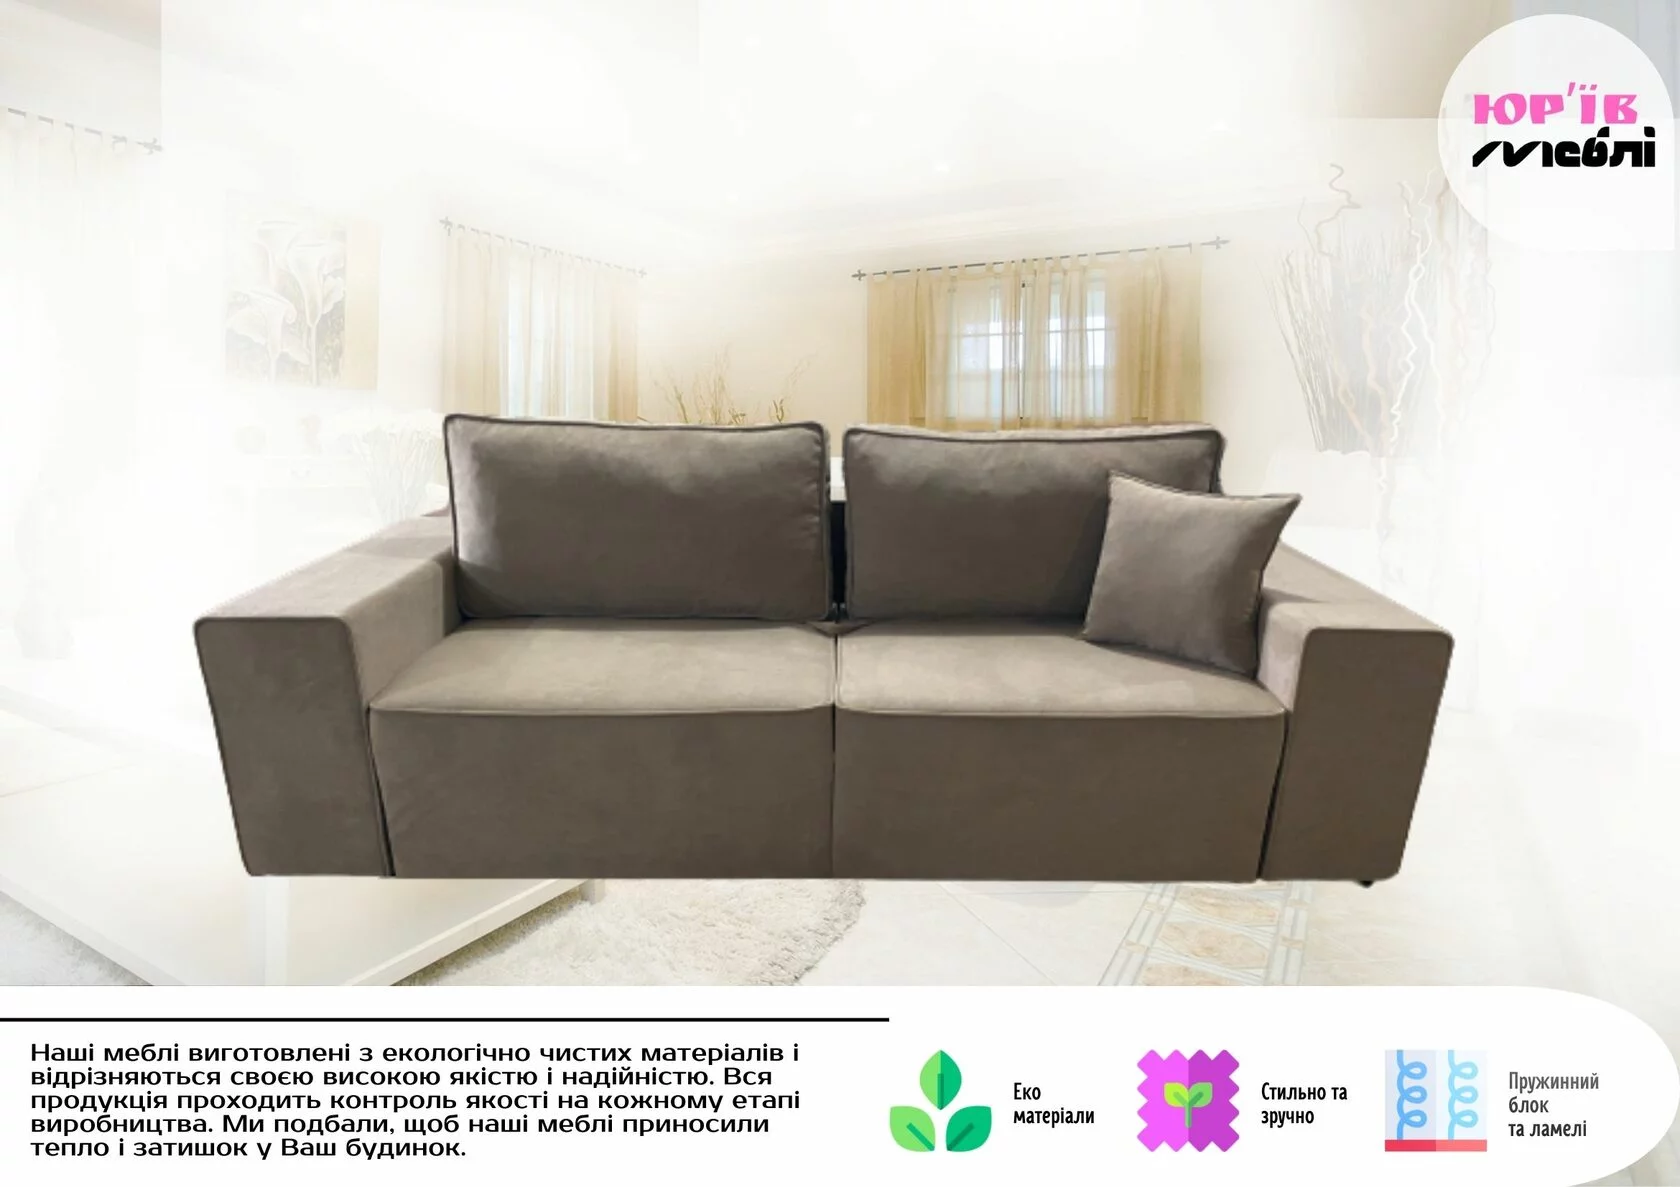 ЮР'ЇВ
меблі
Наші меблі виготовлені з екологічно чистих матеріалів і
відрізняються своєю високою якістю і надійністю. Вся
продукція проходить контроль якості на кожному етапі
виробництва. Ми подбали, щоб наші меблі приносили
тепло і затишок у Ваш будинок.
Еко
матеріали
Стильно та
зручно
Пружинний
блок
та ламелі